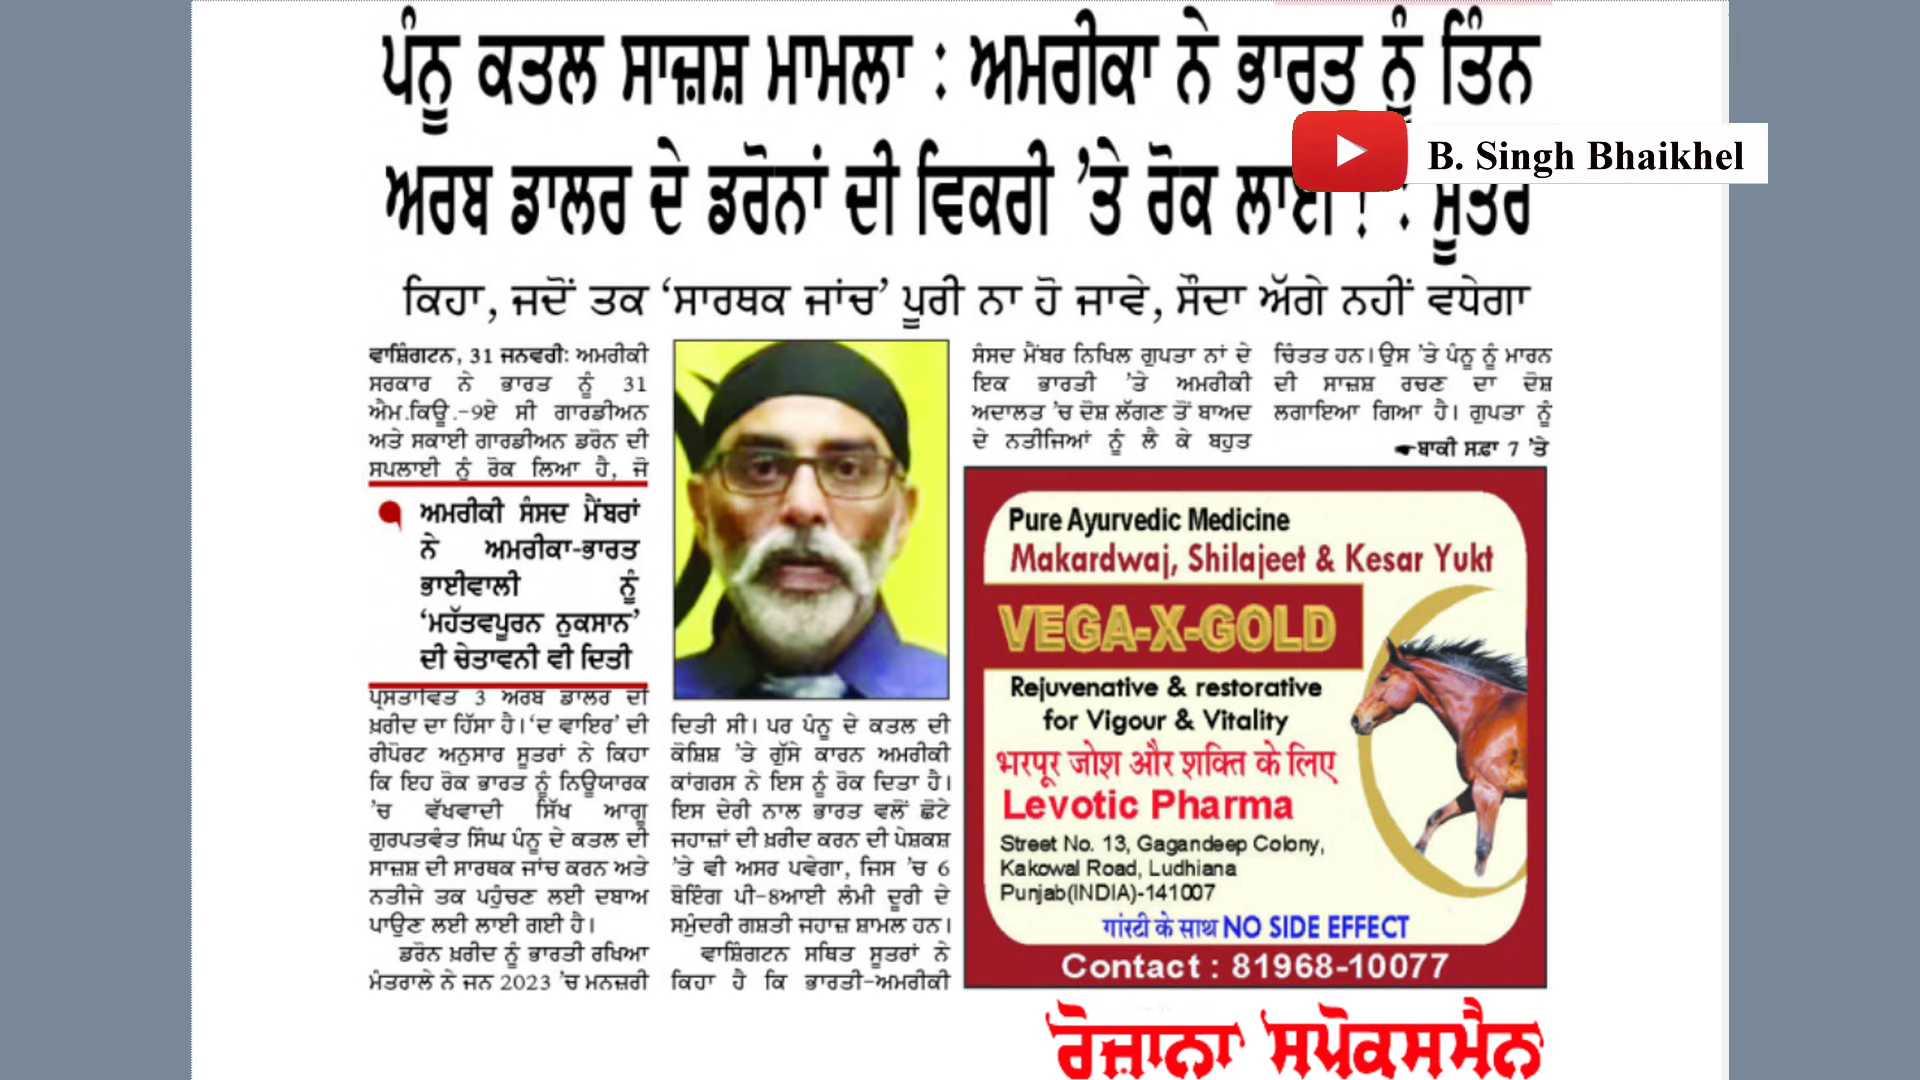 ਪੰਨੂ ਕਤਲ ਸਾਜ਼ਸ਼ ਮਾਮਲਾ : ਅਮਰੀਕਾ ਨੇ ਭਾਰਤ ਨੂੰ ਤਿੰਨ
ਅਰਬ ਡਾਲਰ ਦੇ ਡਰੋਨਾਂ ਦੀ ਵਿਕਰੀ ’ਤੇ ਰੋਕ ਲਾਈ! : ਸੂਤਰ
B. Singh Bhaikhel
ਕਿਹਾ, ਜਦੋਂ ਤਕ ‘ਸਾਰਥਕ ਜਾਂਚ’ ਪੂਰੀ ਨਾ ਹੋ ਜਾਵੇ, ਸੌਦਾ ਅੱਗੇ ਨਹੀਂ ਵਧੇਗਾ
ਵਾਸ਼ਿੰਗਟਨ, 31 ਜਨਵਰੀ: ਅਮਰੀਕੀ
ਸਰਕਾਰ ਨੇ ਭਾਰਤ ਨੂੰ 31
ਐਮ.ਕਿਊ.-9ਏ ਸੀ ਗਾਰਡੀਅਨ
ਅਤੇ ਸਕਾਈ ਗਾਰਡੀਅਨ ਡਰੋਨ ਦੀ
ਸਪਲਾਈ ਨੂੰ ਰੋਕ ਲਿਆ ਹੈ, ਜੋ
ਅਮਰੀਕੀ ਸੰਸਦ ਮੈਂਬਰਾਂ
ਨੇ ਅਮਰੀਕਾ-ਭਾਰਤ
ਭਾਈਵਾਲੀ ਨੂੰ
‘ਮਹੱਤਵਪੂਰਨ ਨੁਕਸਾਨ’
ਦੀ ਚੇਤਾਵਨੀ ਵੀ ਦਿਤੀ
ਪ੍ਰਸਤਾਵਿਤ 3 ਅਰਬ ਡਾਲਰ ਦੀ
ਖ਼ਰੀਦ ਦਾ ਹਿੱਸਾ ਹੈ। ‘ਦ ਵਾਇਰ’ ਦੀ
ਰੀਪੋਰਟ ਅਨੁਸਾਰ ਸੂਤਰਾਂ ਨੇ ਕਿਹਾ
ਕਿ ਇਹ ਰੋਕ ਭਾਰਤ ਨੂੰ ਨਿਊਯਾਰਕ
’ਚ ਵੱਖਵਾਦੀ ਸਿੱਖ ਆਗੂ
ਗੁਰਪਤਵੰਤ ਸਿੰਘ ਪੰਨੂ ਦੇ ਕਤਲ ਦੀ
ਸਾਜ਼ਸ਼ ਦੀ ਸਾਰਥਕ ਜਾਂਚ ਕਰਨ ਅਤੇ
ਨਤੀਜੇ ਤਕ ਪਹੁੰਚਣ ਲਈ ਦਬਾਅ
ਪਾਉਣ ਲਈ ਲਾਈ ਗਈ ਹੈ।
ਡਰੋਨ ਖ਼ਰੀਦ ਨੂੰ ਭਾਰਤੀ ਰਖਿਆ
ਮੰਤਰਾਲੇ ਨੇ ਜਨ 2023 ’ਚ ਮਨਜ਼ਰੀ
ਦਿਤੀ ਸੀ। ਪਰ ਪੰਨੂ ਦੇ ਕਤਲ ਦੀ
ਕੋਸ਼ਿਸ਼ ’ਤੇ ਗੁੱਸੇ ਕਾਰਨ ਅਮਰੀਕੀ
ਕਾਂਗਰਸ ਨੇ ਇਸ ਨੂੰ ਰੋਕ ਦਿਤਾ ਹੈ।
ਇਸ ਦੇਰੀ ਨਾਲ ਭਾਰਤ ਵਲੋਂ ਛੋਟੇ
ਜਹਾਜ਼ਾਂ ਦੀ ਖ਼ਰੀਦ ਕਰਨ ਦੀ ਪੇਸ਼ਕਸ਼
’ਤੇ ਵੀ ਅਸਰ ਪਵੇਗਾ, ਜਿਸ ’ਚ 6
ਬੋਇੰਗ ਪੀ-8ਆਈ ਲੰਮੀ ਦੂਰੀ ਦੇ
ਸਮੁੰਦਰੀ ਗਸ਼ਤੀ ਜਹਾਜ਼ ਸ਼ਾਮਲ ਹਨ।
ਵਾਸ਼ਿੰਗਟਨ ਸਥਿਤ ਸੂਤਰਾਂ ਨੇ
ਕਿਹਾ ਹੈ ਕਿ ਭਾਰਤੀ-ਅਮਰੀਕੀ
ਸੰਸਦ ਮੈਂਬਰ ਨਿਖਿਲ ਗੁਪਤਾ ਨਾਂ ਦੇ
ਇਕ ਭਾਰਤੀ ’ਤੇ ਅਮਰੀਕੀ
ਅਦਾਲਤ ’ਚ ਦੋਸ਼ ਲੱਗਣ ਤੋਂ ਬਾਅਦ
ਦੇ ਨਤੀਜਿਆਂ ਨੂੰ ਲੈ ਕੇ ਬਹੁਤ
ਚਿੰਤਤ ਹਨ। ਉਸ ’ਤੇ ਪੰਨੂ ਨੂੰ ਮਾਰਨ
ਦੀ ਸਾਜ਼ਸ਼ ਰਚਣ ਦਾ ਦੋਸ਼
ਲਗਾਇਆ ਗਿਆ ਹੈ। ਗੁਪਤਾ ਨੂੰ
☛ਬਾਕੀ ਸਫ਼ਾ 7 ’ਤੇ
Pure Ayurvedic Medicine
Makardwaj, Shilajeet & Kesar Yukt
VEGA-X-GOLD
Rejuvenative & restorative
for Vigour & Vitality
भरपूर जोश और शक्ति के लिए
Levotic Pharma
Street No. 13, Gagandeep Colony,
Kakowal Road, Ludhiana
Punjab(INDIA)-141007
गांरटी के साथ NO SIDE EFFECT
Contact : 81968-10077
ਰੋਜ਼ਾਨਾ ਸਪੋਕਸਮੈਨ